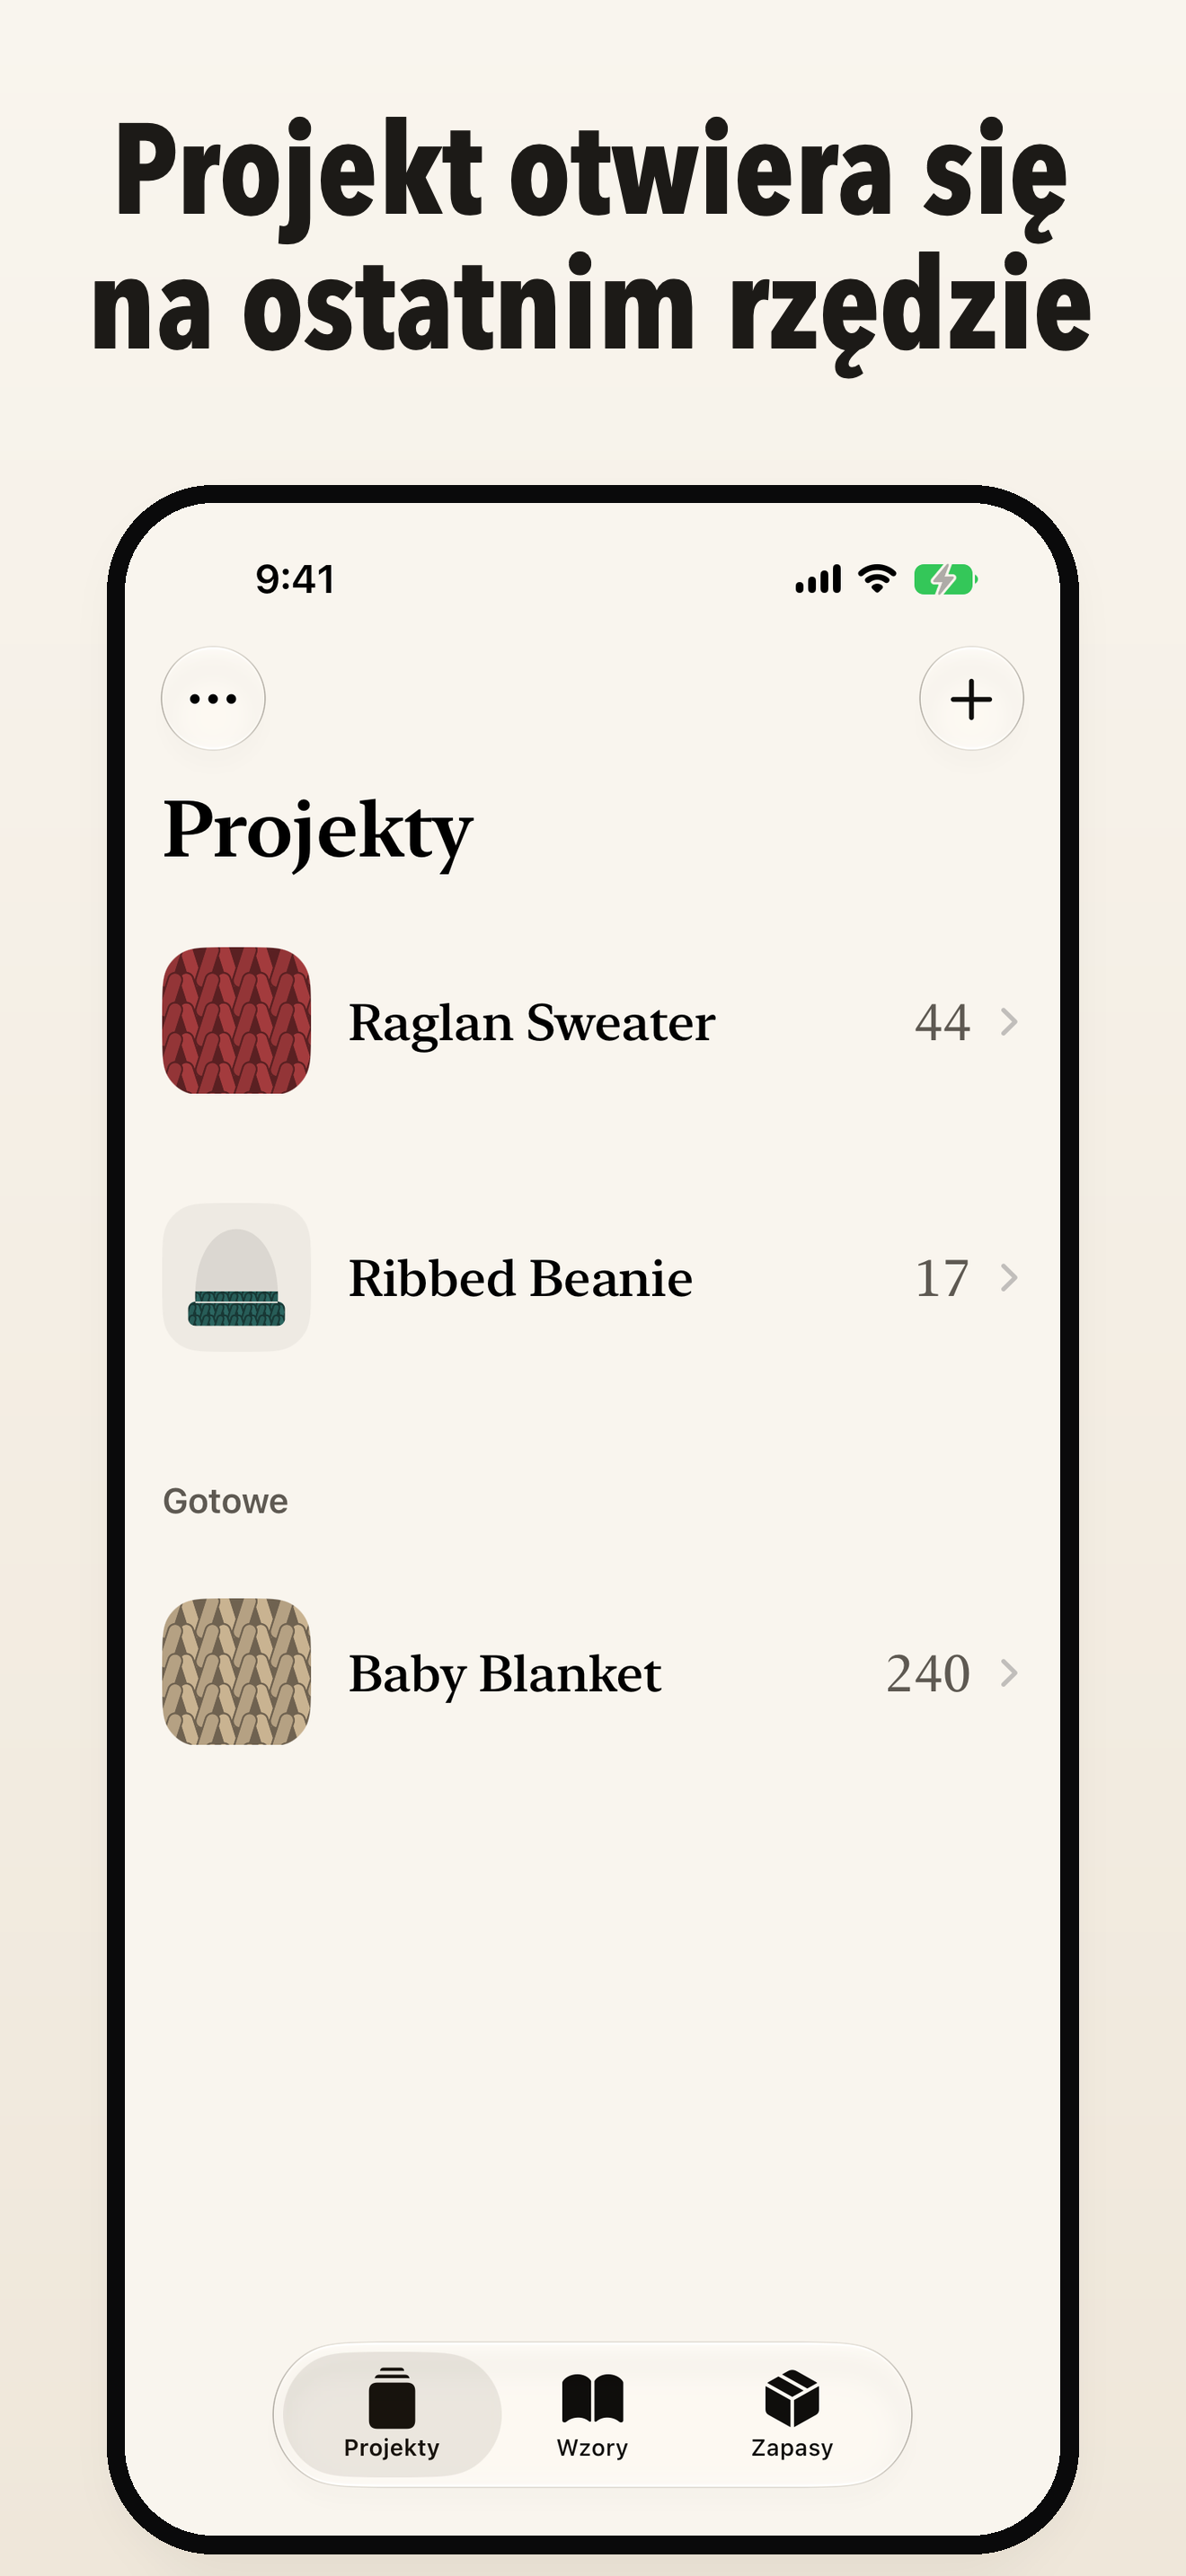 Projekt otwiera się
na ostatnim rzędzie
9:41
Projekty
Raglan Sweater 44
Ribbed Beanie 17
Gotowe
Baby Blanket 240
Projekty Wzory Zapasy